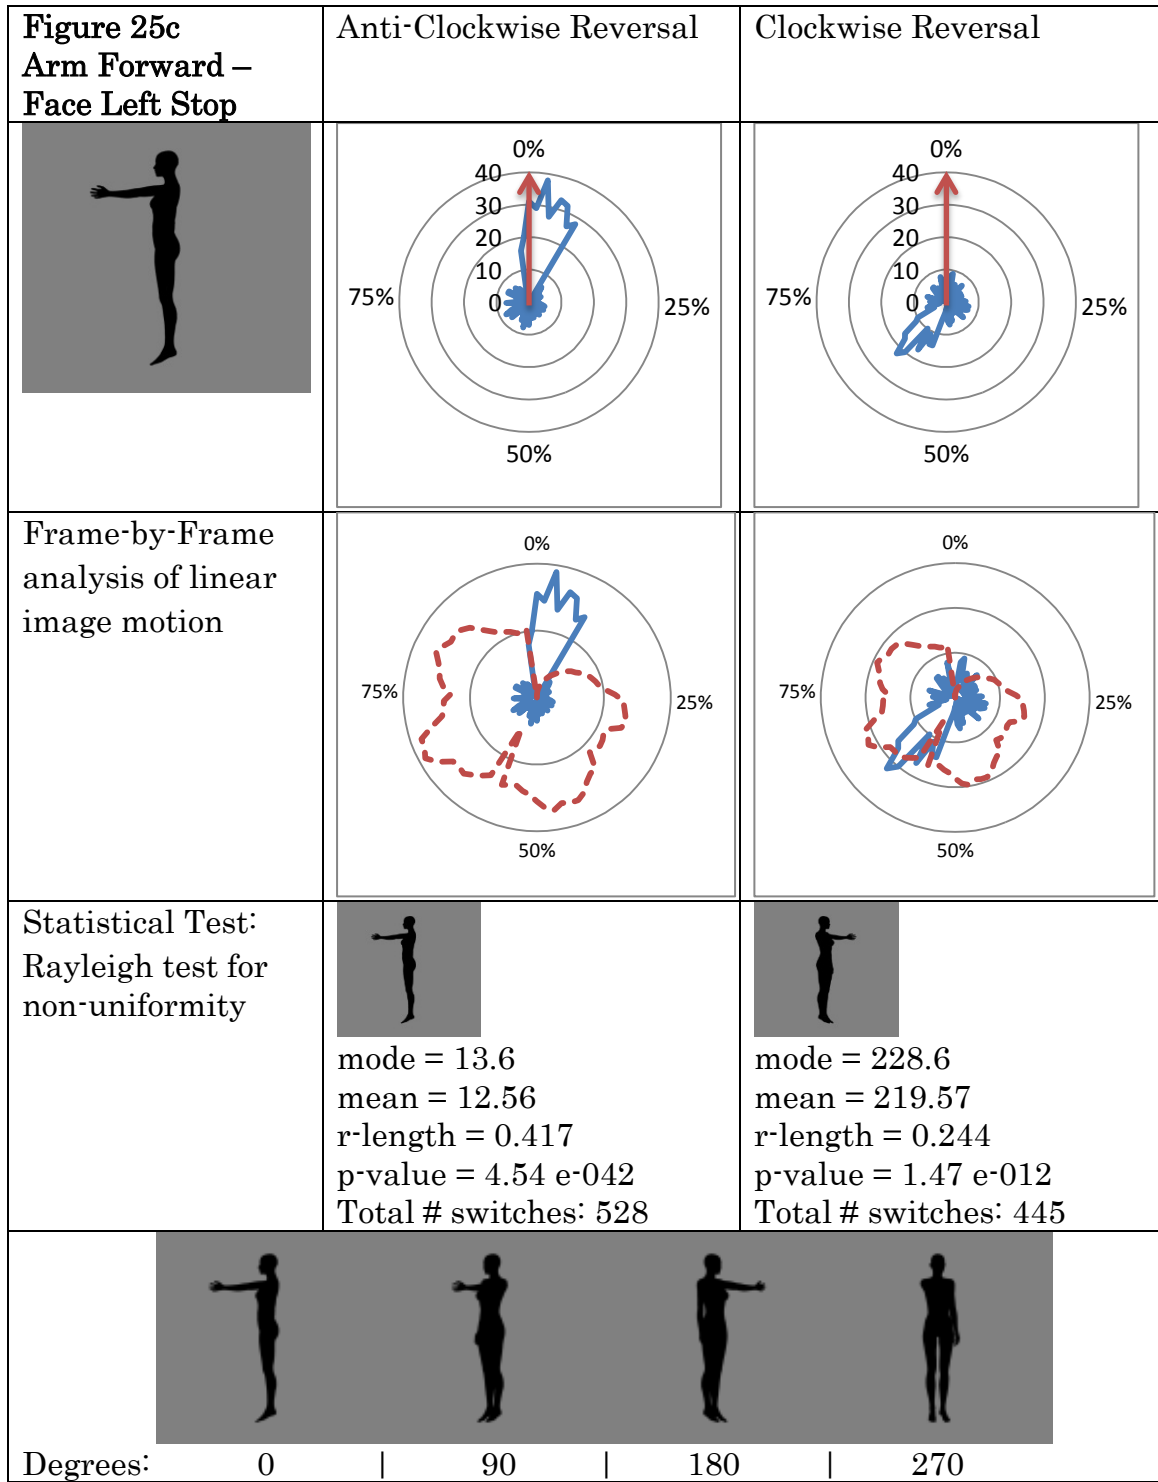 Figure 25c
Arm Forward –
Face Left Stop
Anti-Clockwise Reversal
Clockwise Reversal
0%
40
30
20
10
0
75%
25%
50%
0%
40
30
20
10
0
75%
25%
50%
Frame-by-Frame
analysis of linear
image motion
0%
75%
25%
50%
0%
75%
25%
50%
Statistical Test:
Rayleigh test for
non-uniformity
mode = 13.6
mean = 12.56
r-length = 0.417
p-value = 4.54 e-042
Total # switches: 528
mode = 228.6
mean = 219.57
r-length = 0.244
p-value = 1.47 e-012
Total # switches: 445
Degrees: 0 | 90 | 180 | 270